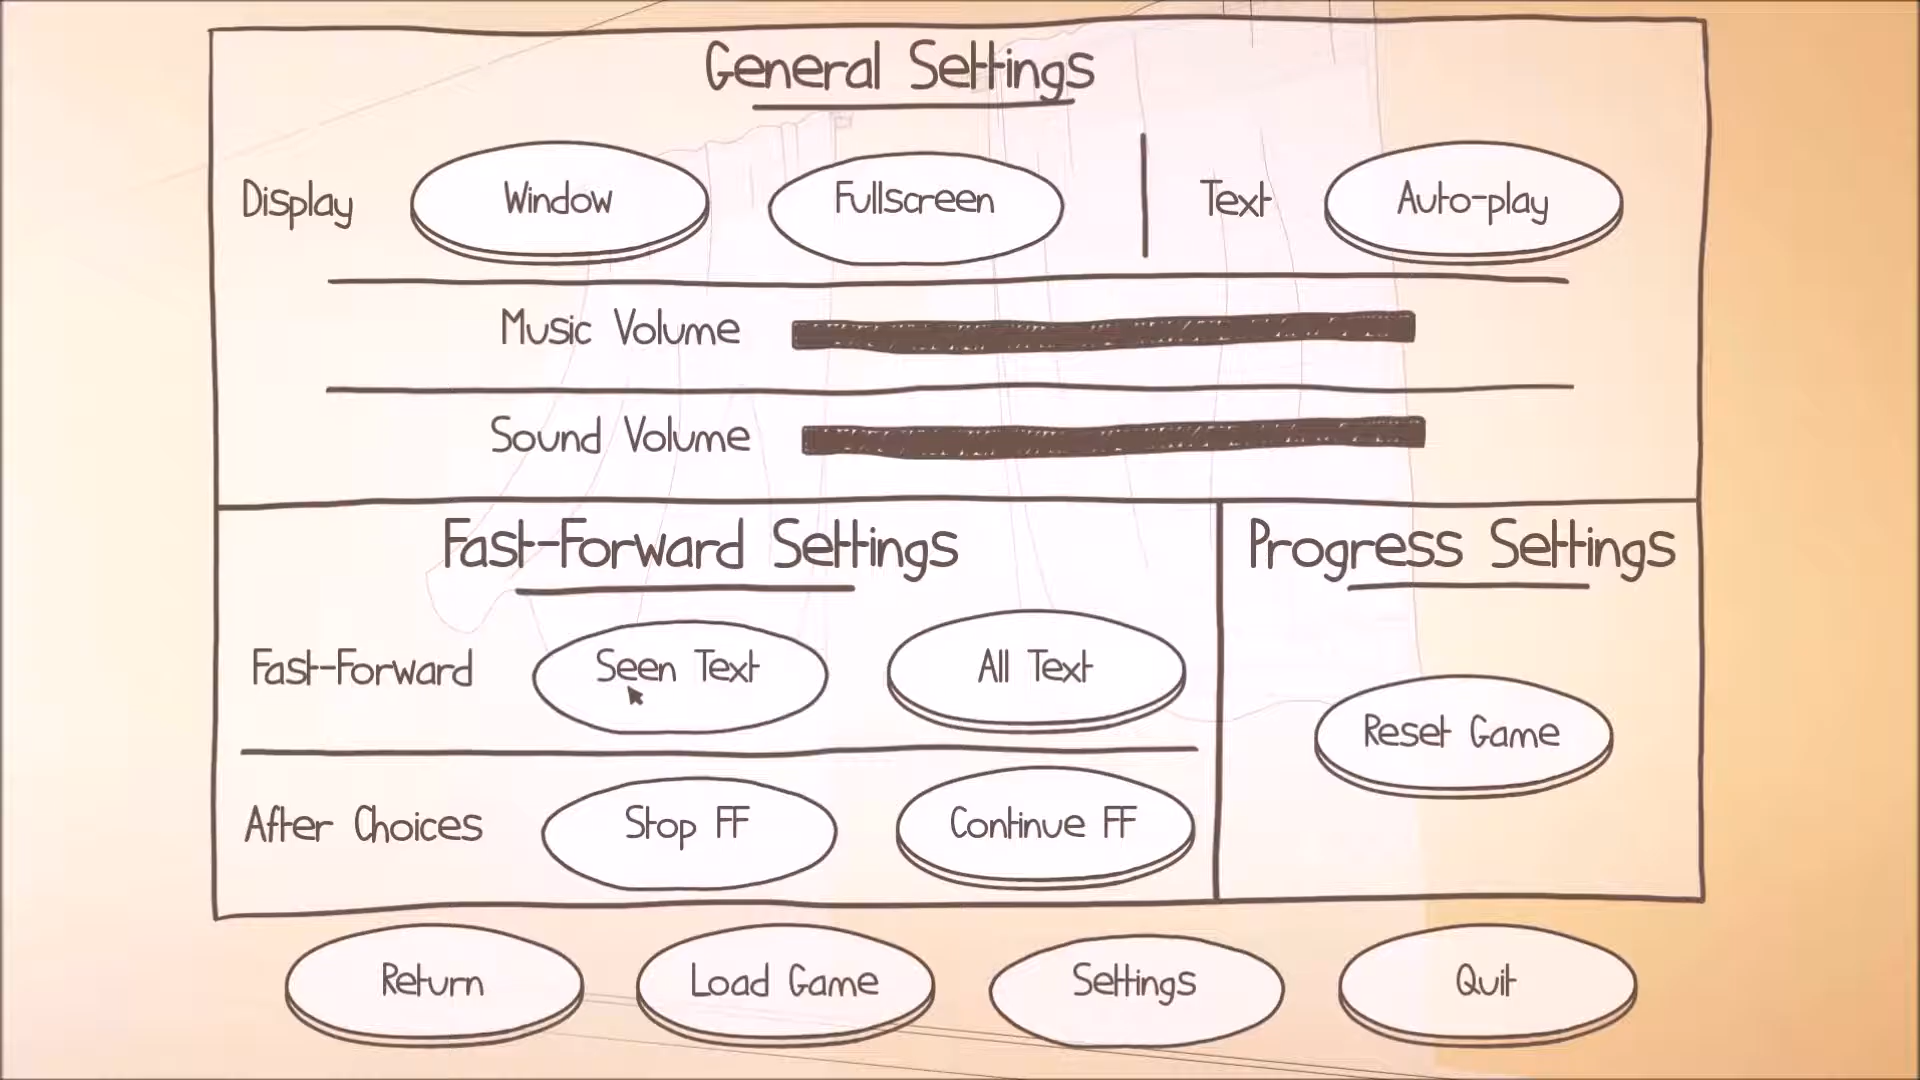 General Settings
Display Window Fullscreen Text Auto-play
Music Volume
Sound Volume
Fast-Forward Settings
Fast-Forward Seen Text All Text
After Choices Stop FF Continue FF
Progress Settings
Reset Game
Return Load Game Settings Quit